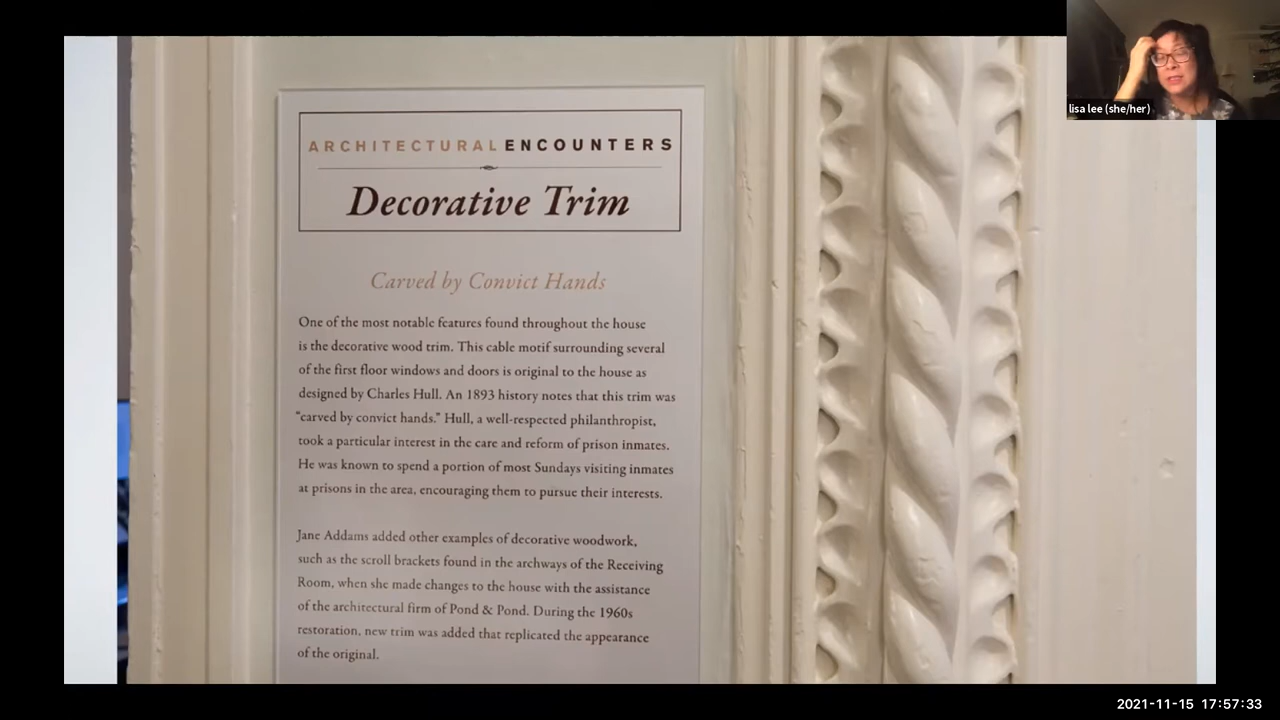 lisa lee (she/her)
ARCHITECTURAL ENCOUNTERS
Decorative Trim
Carved by Convict Hands
One of the most notable features found throughout the house
is the decorative wood trim. This cable motif surrounding several
of the first floor windows and doors is original to the house as
designed by Charles Hull. An 1893 history notes that this trim was
“carved by convict hands.” Hull, a well-respected philanthropist,
took a particular interest in the care and reform of prison inmates.
He was known to spend a portion of most Sundays visiting inmates
at prisons in the area, encouraging them to pursue their interests.
Jane Addams added other examples of decorative woodwork,
such as the scroll brackets found in the archways of the Receiving
Room, when she made changes to the house with the assistance
of the architectural firm of Pond & Pond. During the 1960s
restoration, new trim was added that replicated the appearance
of the original.
2021-11-15 17:57:33